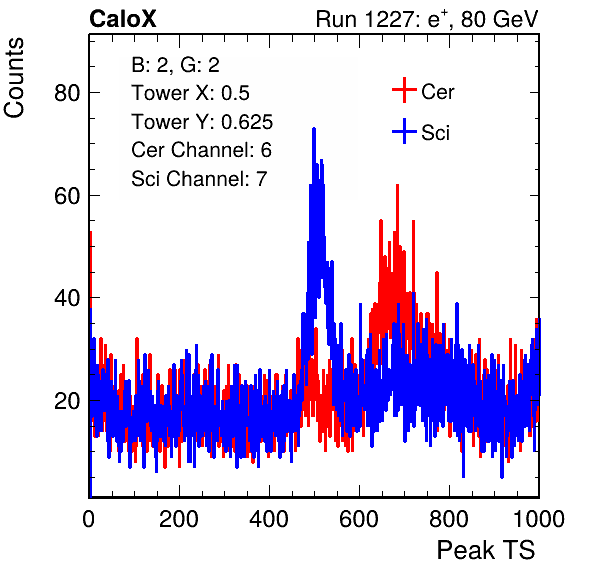 CaloX
Run 1227: e+, 80 GeV
Counts
B: 2, G: 2
Tower X: 0.5
Tower Y: 0.625
Cer Channel: 6
Sci Channel: 7
Cer
Sci
80
60
40
20
0 200 400 600 800 1000
Peak TS